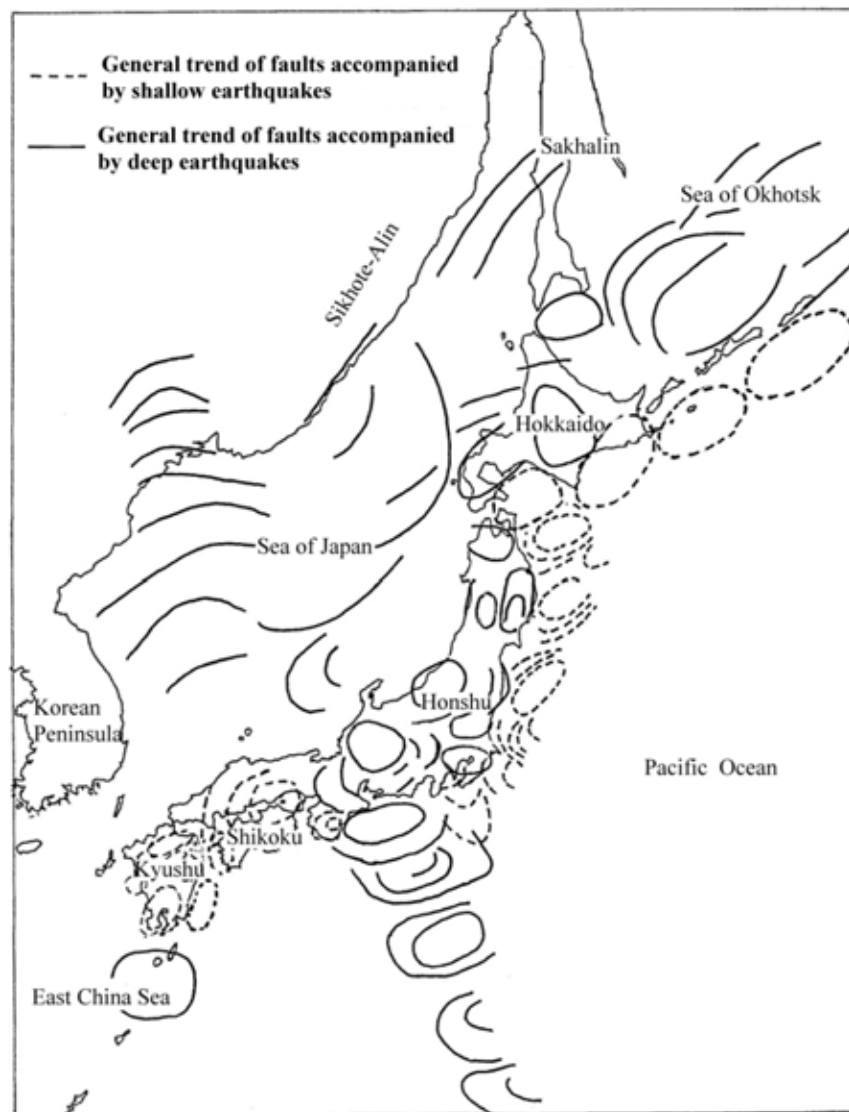 General trend of faults accompanied
by shallow earthquakes
General trend of faults accompanied
by deep earthquakes
Sakhalin
Sea of Okhotsk
Sikhote-Alin
Hokkaido
Sea of Japan
Honshu
Korean
Peninsula
Pacific Ocean
Shikoku
Kyushu
East China Sea